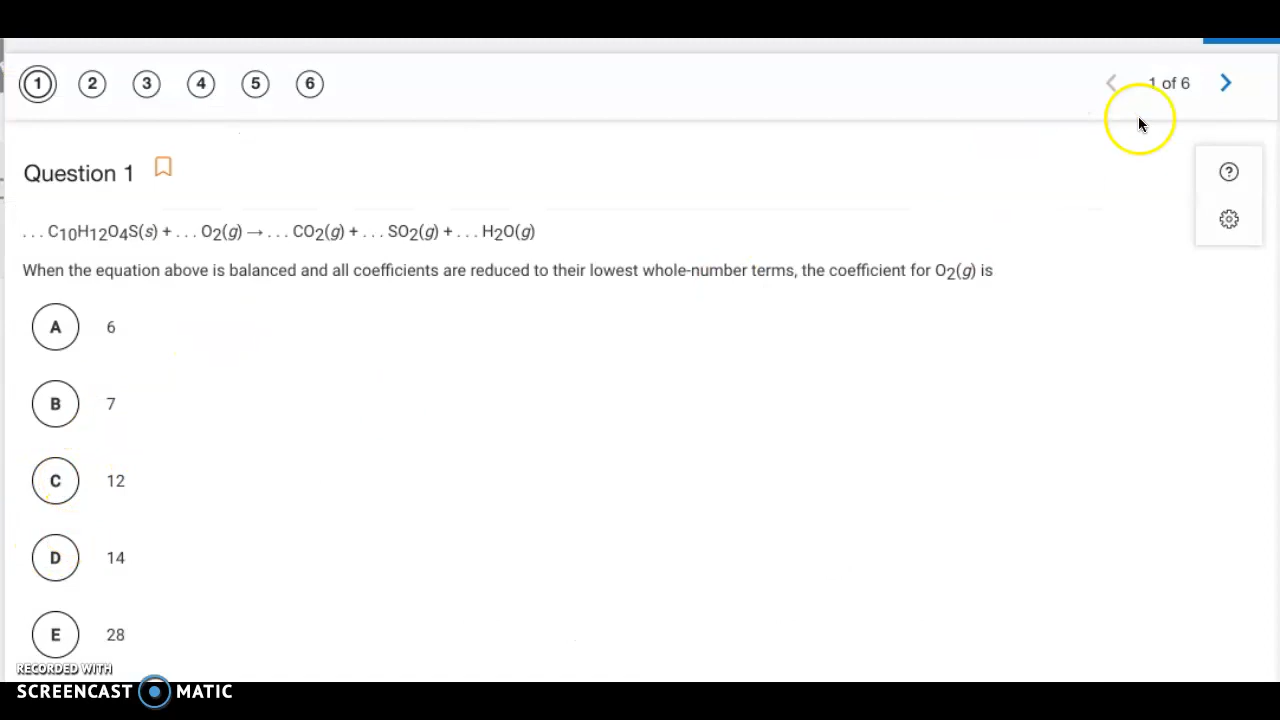 1 2 3 4 5 6 1 of 6
Question 1
. . . C10H12O4S(s) + . . . O2(g) → . . . CO2(g) + . . . SO2(g) + . . . H2O(g)
When the equation above is balanced and all coefficients are reduced to their lowest whole-number terms, the coefficient for O2(g) is
A 6
B 7
C 12
D 14
E 28
RECORDED WITH
SCREENCAST MATIC